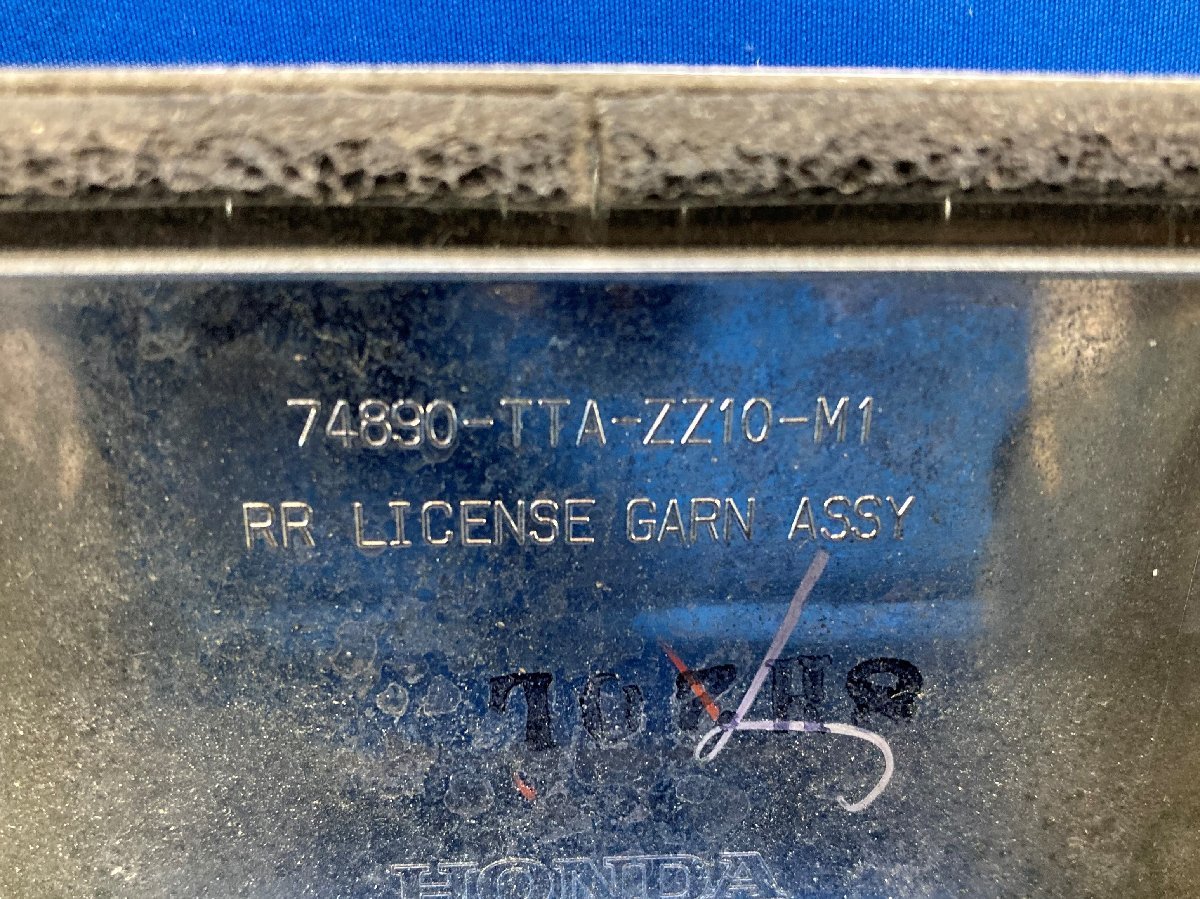 74890-TTA-ZZ10-M1
RR LICENSE GARN ASSY
HONDA